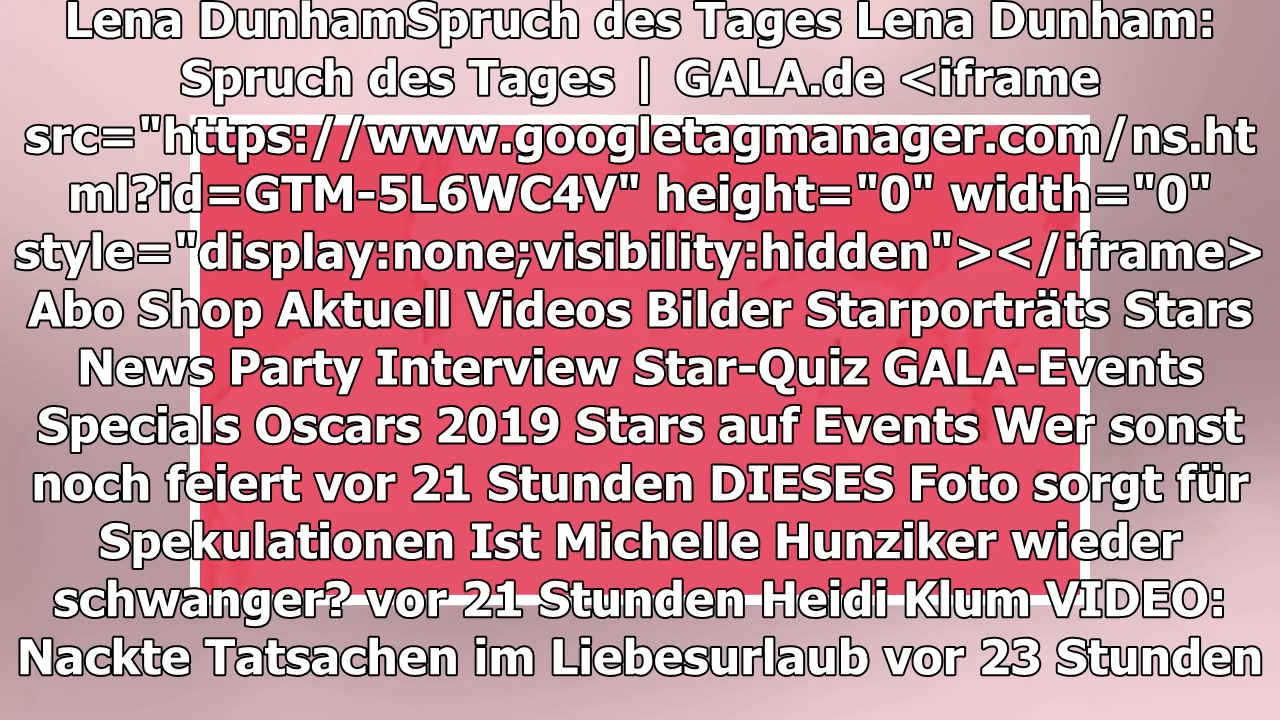 Lena DunhamSpruch des Tages Lena Dunham:
Spruch des Tages | GALA.de <iframe
src="https://www.googletagmanager.com/ns.ht
ml?id=GTM-5L6WC4V" height="0" width="0"
style="display:none;visibility:hidden"></iframe>
Abo Shop Aktuell Videos Bilder Starporträts Stars
News Party Interview Star-Quiz GALA-Events
Specials Oscars 2019 Stars auf Events Wer sonst
noch feiert vor 21 Stunden DIESES Foto sorgt für
Spekulationen Ist Michelle Hunziker wieder
schwanger? vor 21 Stunden Heidi Klum VIDEO:
Nackte Tatsachen im Liebesurlaub vor 23 Stunden